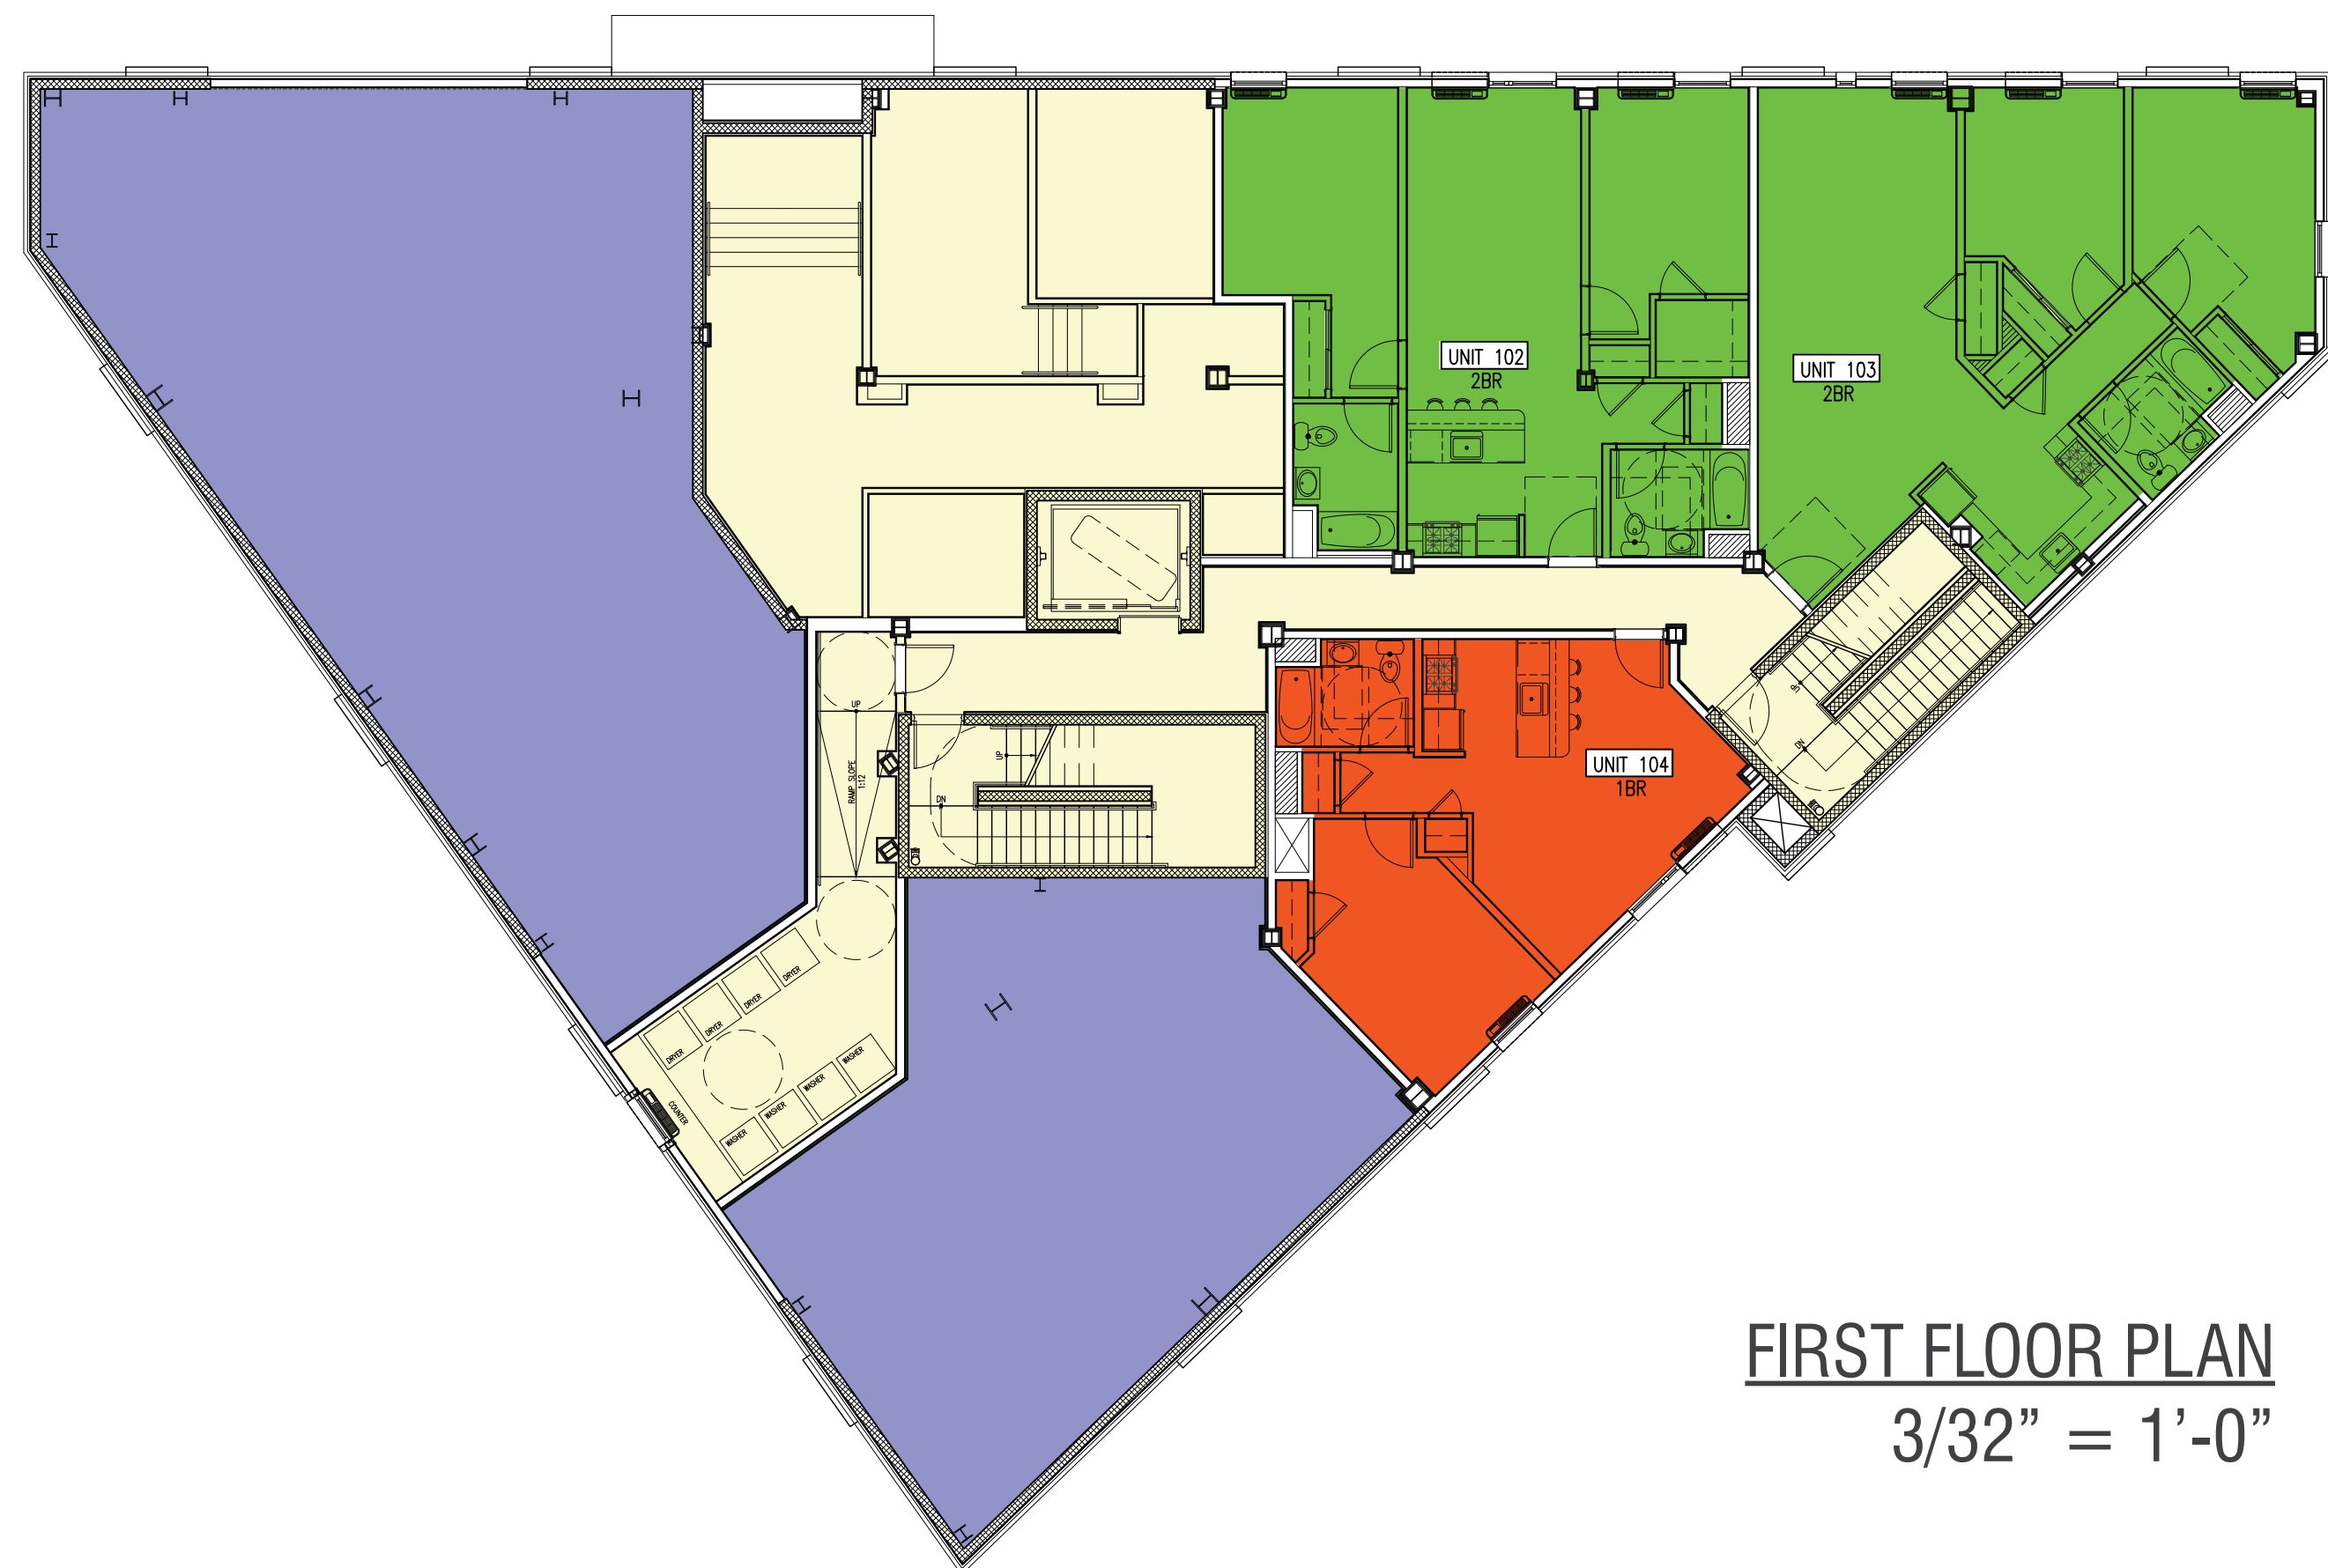 UNIT 102
2BR
UNIT 103
2BR
UP
RAMP SLOPE
1:12
UP
DN
UP
DN
UNIT 104
1BR
DRYER
DRYER
DRYER
DRYER
COUNTER
WASHER
WASHER
WASHER
WASHER
FIRST FLOOR PLAN
3/32” = 1’-0”